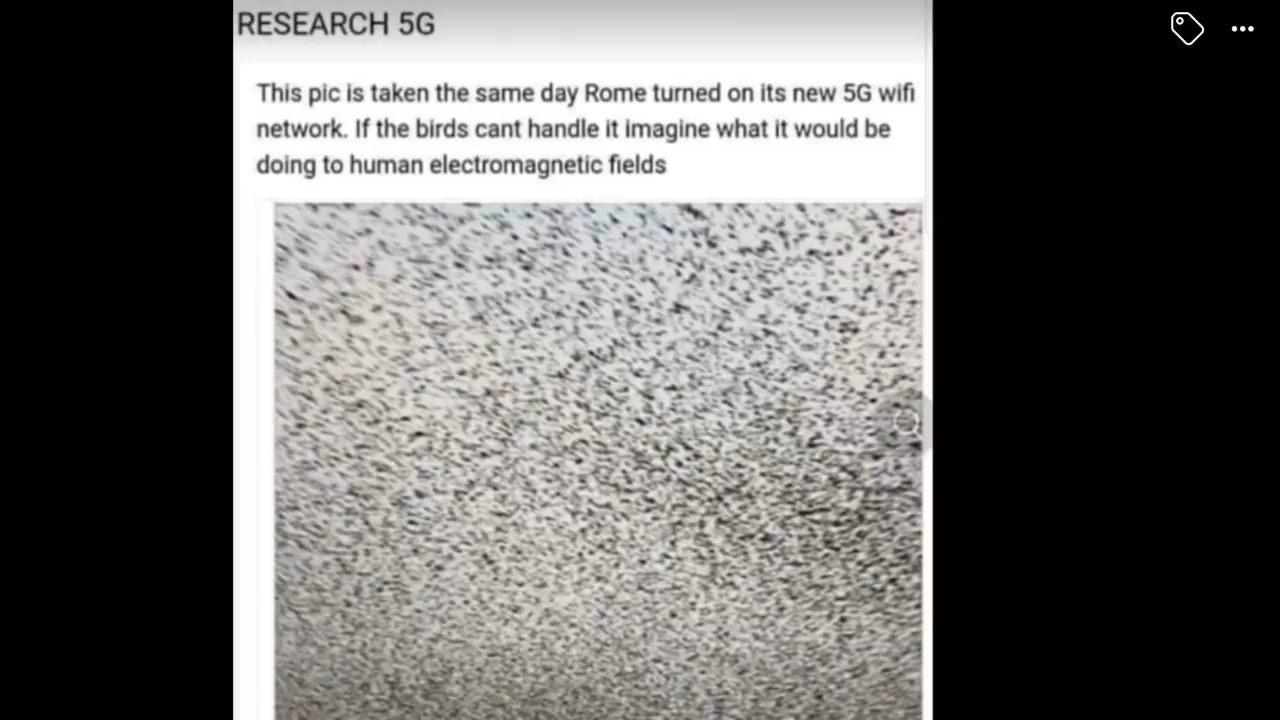 RESEARCH 5G
This pic is taken the same day Rome turned on its new 5G wifi
network. If the birds cant handle it imagine what it would be
doing to human electromagnetic fields